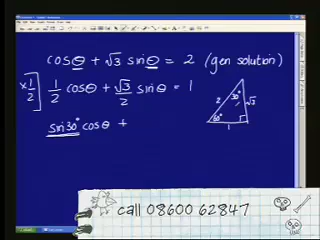 cosθ + √3 sinθ = 2 (gen solution)
×1/2] 1/2 cosθ + √3/2 sinθ = 1
sin30° cosθ +
2 30° √3
60°
1
call 08600 62847